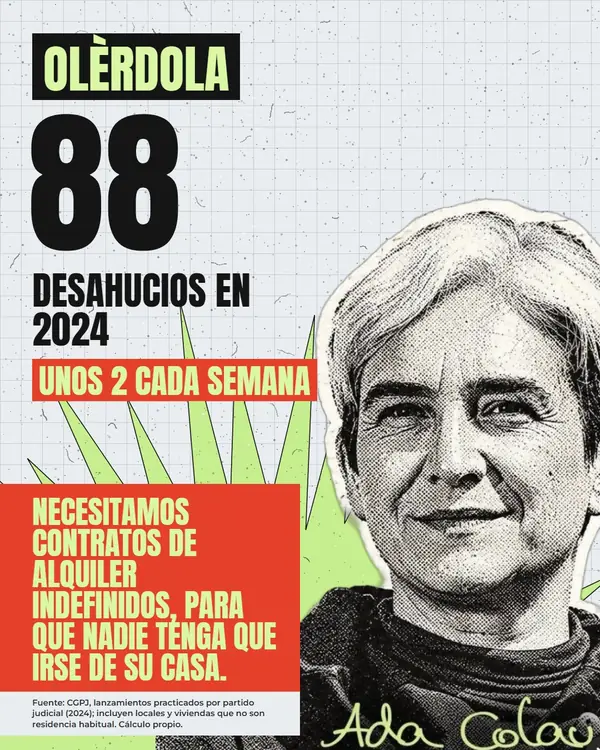 OLÈRDOLA
88
DESAHUCIOS EN
2024
UNOS 2 CADA SEMANA
NECESITAMOS
CONTRATOS DE
ALQUILER
INDEFINIDOS, PARA
QUE NADIE TENGA QUE
IRSE DE SU CASA.
Fuente: CGPJ, lanzamientos practicados por partido
judicial (2024); incluyen locales y viviendas que no son
residencia habitual. Cálculo propio.
Ada Colau